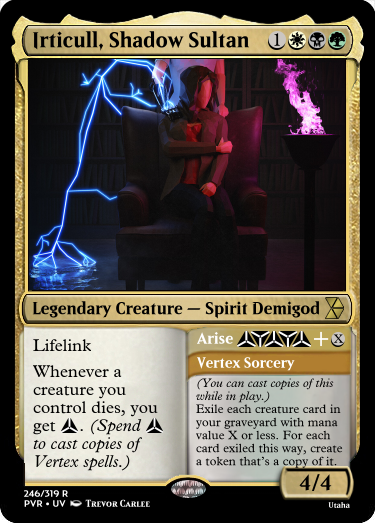 Irticull, Shadow Sultan 1
Legendary Creature — Spirit Demigod
Lifelink
Whenever a
creature you
control dies, you
get . (Spend
to cast copies of
Vertex spells.)
Arise + X
Vertex Sorcery
(You can cast copies of this
while in play.)
Exile each creature card in
your graveyard with mana
value X or less. For each
card exiled this way, create
a token that's a copy of it.
4/4
246/319 R
PVR • UV Trevor Carlee
Utaha